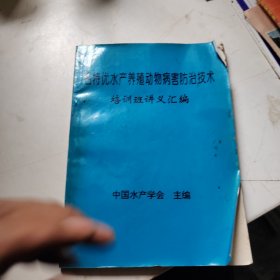 特优水产养殖动物病害防治技术
培训班讲义汇编
中国水产学会 主编